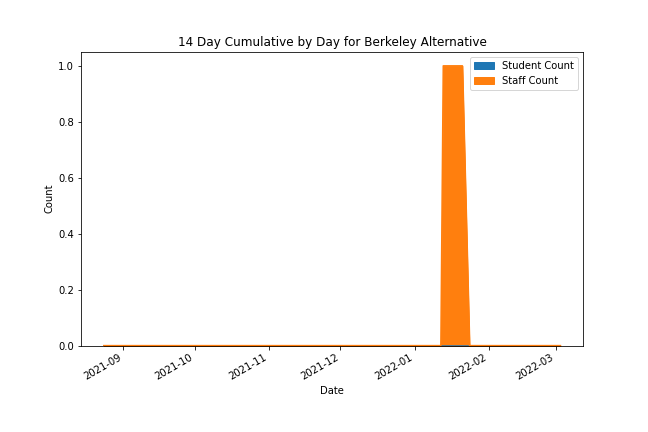 14 Day Cumulative by Day for Berkeley Alternative
Student Count
Staff Count
Count
1.0
0.8
0.6
0.4
0.2
0.0
2021-09
2021-10
2021-11
2021-12
2022-01
2022-02
2022-03
Date